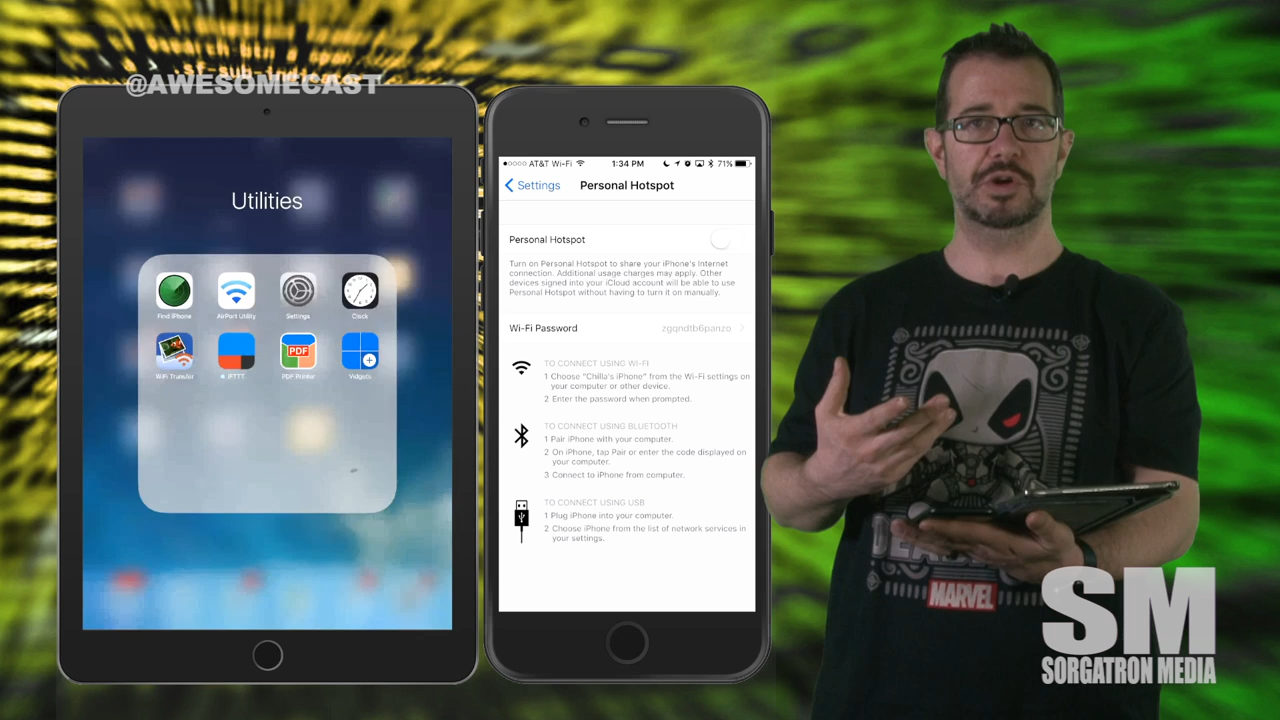 @AWESOMECAST
Utilities
Find iPhone
AirPort Utility
Settings
Clock
WiFi Transfer
IFTTT
PDF
PDF Printer
Vidgets
AT&T Wi-Fi 1:34 PM 71%
Settings Personal Hotspot
Personal Hotspot
Turn on Personal Hotspot to share your iPhone's Internet
connection. Additional usage charges may apply. Other
devices signed into your iCloud account will be able to use
Personal Hotspot without having to turn it on manually.
Wi-Fi Password zgqndtb6panzo
TO CONNECT USING WI-FI
1 Choose "Chilla's iPhone" from the Wi-Fi settings on
your computer or other device.
2 Enter the password when prompted.
TO CONNECT USING BLUETOOTH
1 Pair iPhone with your computer.
2 On iPhone, tap Pair or enter the code displayed on
your computer.
3 Connect to iPhone from computer.
TO CONNECT USING USB
1 Plug iPhone into your computer.
2 Choose iPhone from the list of network services in
your settings.
MARVEL
SM
SORGATRON MEDIA